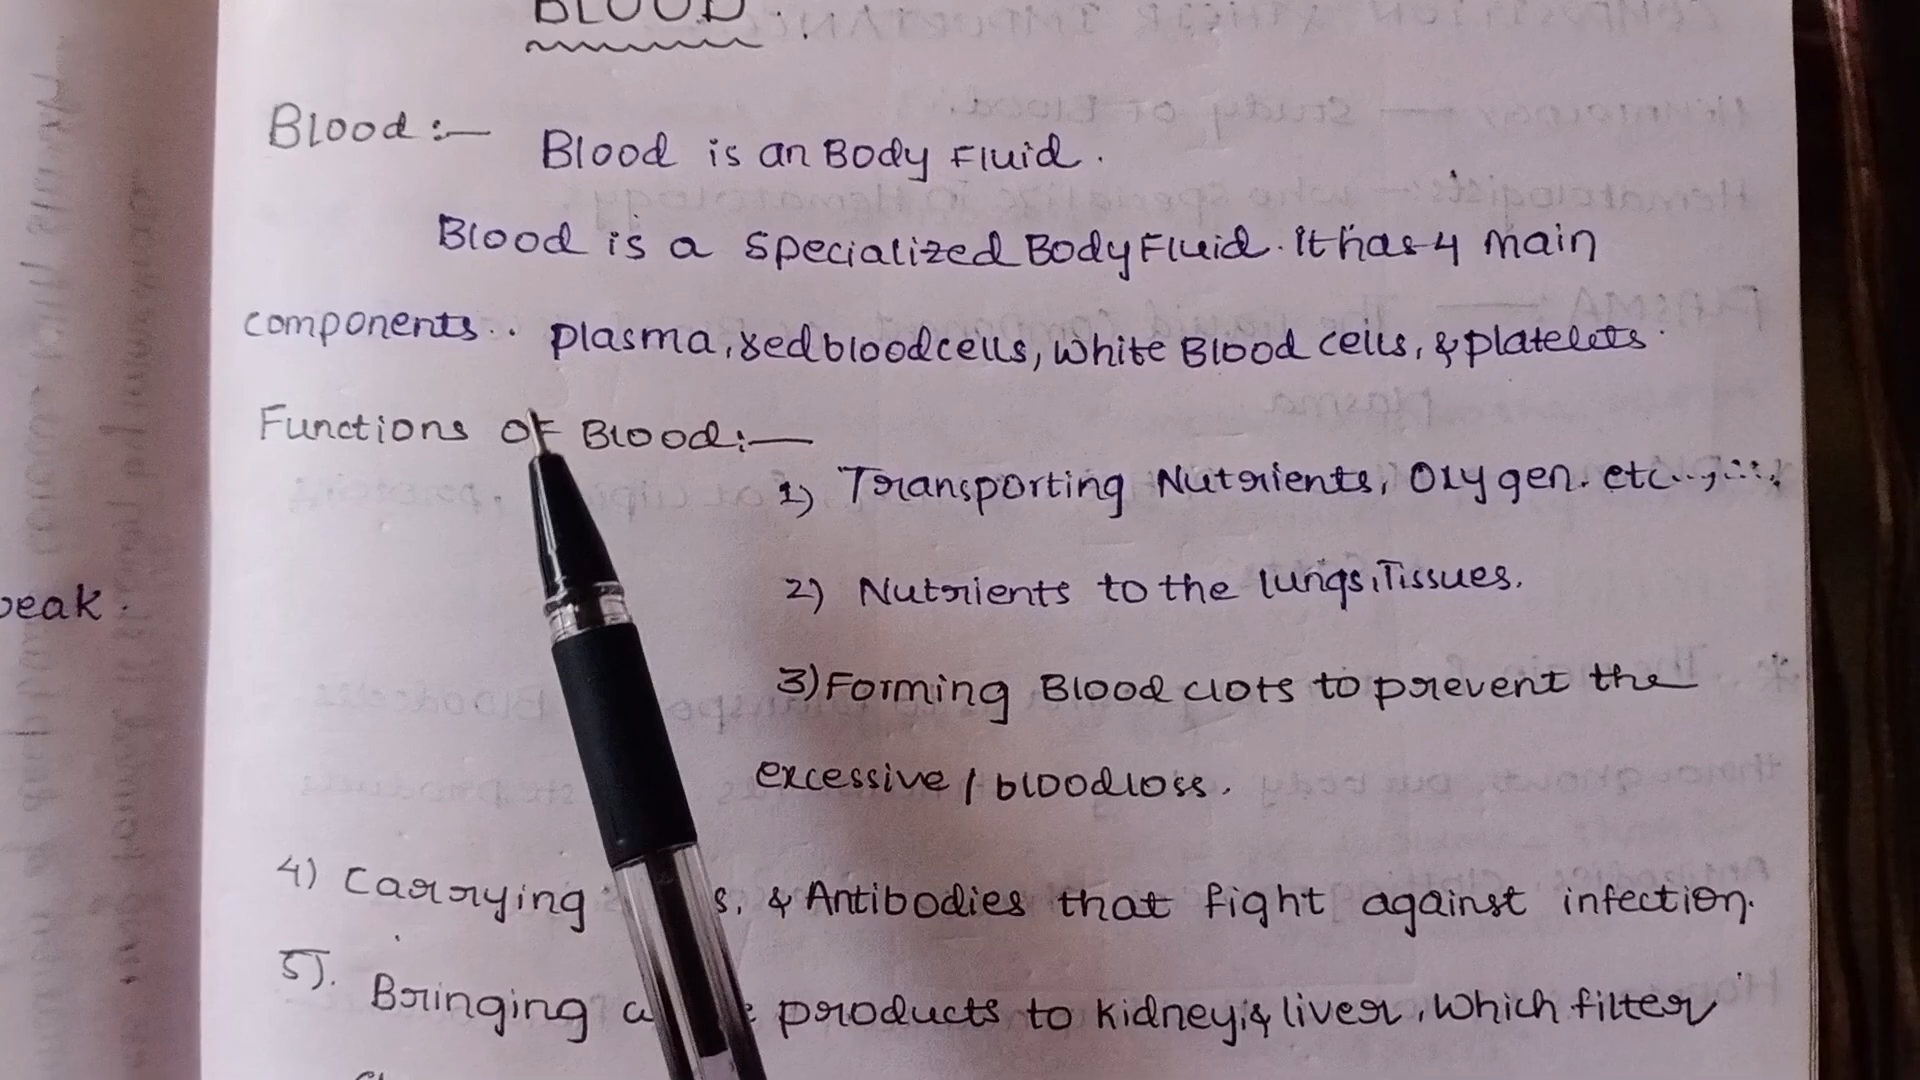 BLOOD.
Blood :— Blood is an Body Fluid.
Blood is a specialized Body Fluid. It has 4 main
components.. plasma, red blood cells, White Blood cells, & platelets.
Functions of Blood:—
1) Transporting Nutrients, Oxygen. etc..,
2) Nutrients to the lungs, Tissues.
3) Forming Blood clots to prevent the
excessive / bloodloss.
4) Carrying & Antibodies that fight against infection.
5). Bringing products to kidney, & liver, which filter
peak.